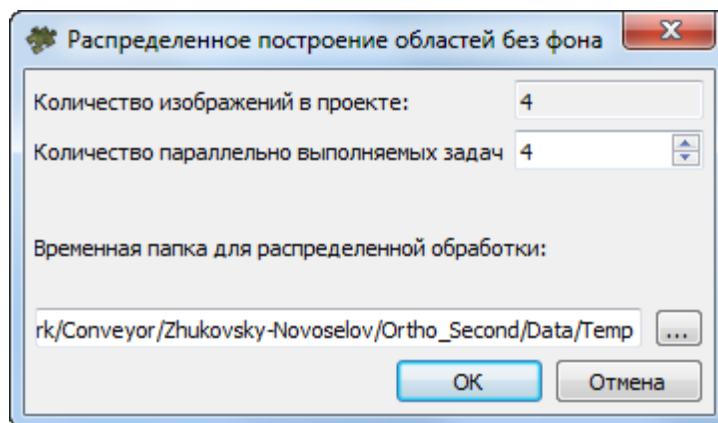 Распределенное построение областей без фона
Количество изображений в проекте: 4
Количество параллельно выполняемых задач 4
Временная папка для распределенной обработки:
rk/Conveyor/Zhukovsky-Novoselov/Ortho_Second/Data/Temp ...
OK Отмена